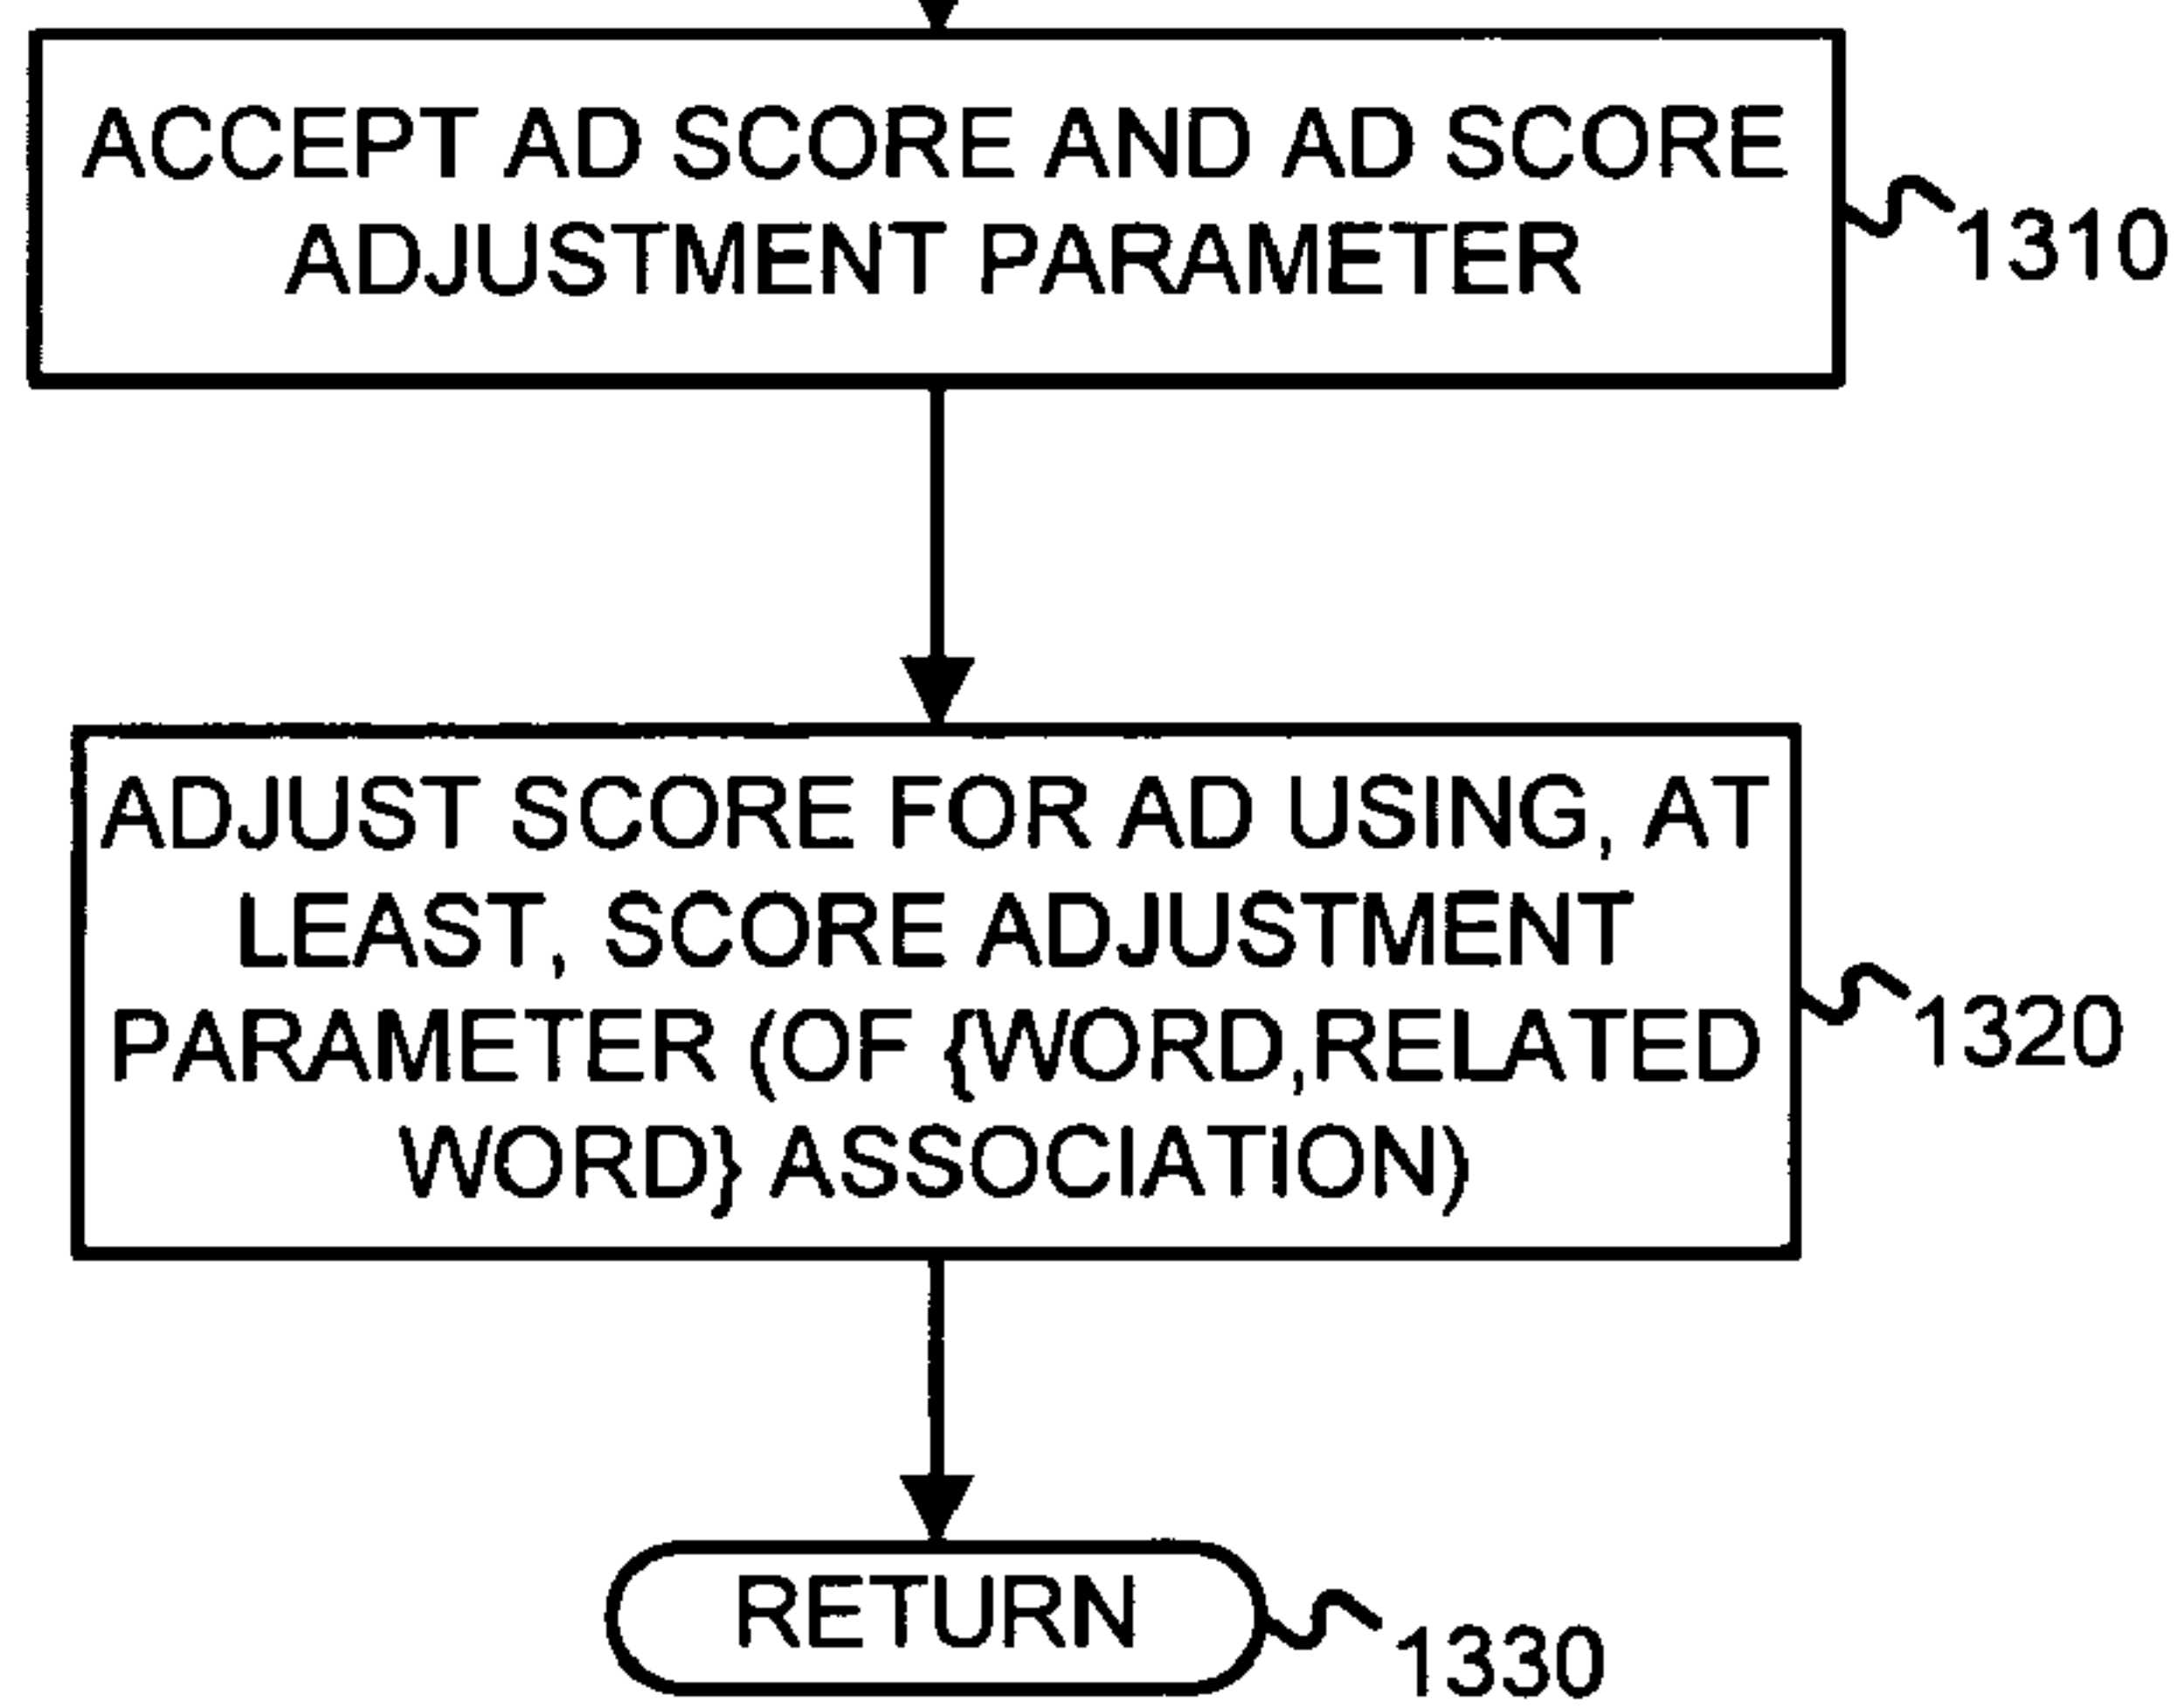 ACCEPT AD SCORE AND AD SCORE
ADJUSTMENT PARAMETER
1310
ADJUST SCORE FOR AD USING, AT
LEAST, SCORE ADJUSTMENT
PARAMETER (OF {WORD,RELATED
WORD} ASSOCIATION)
1320
RETURN
1330